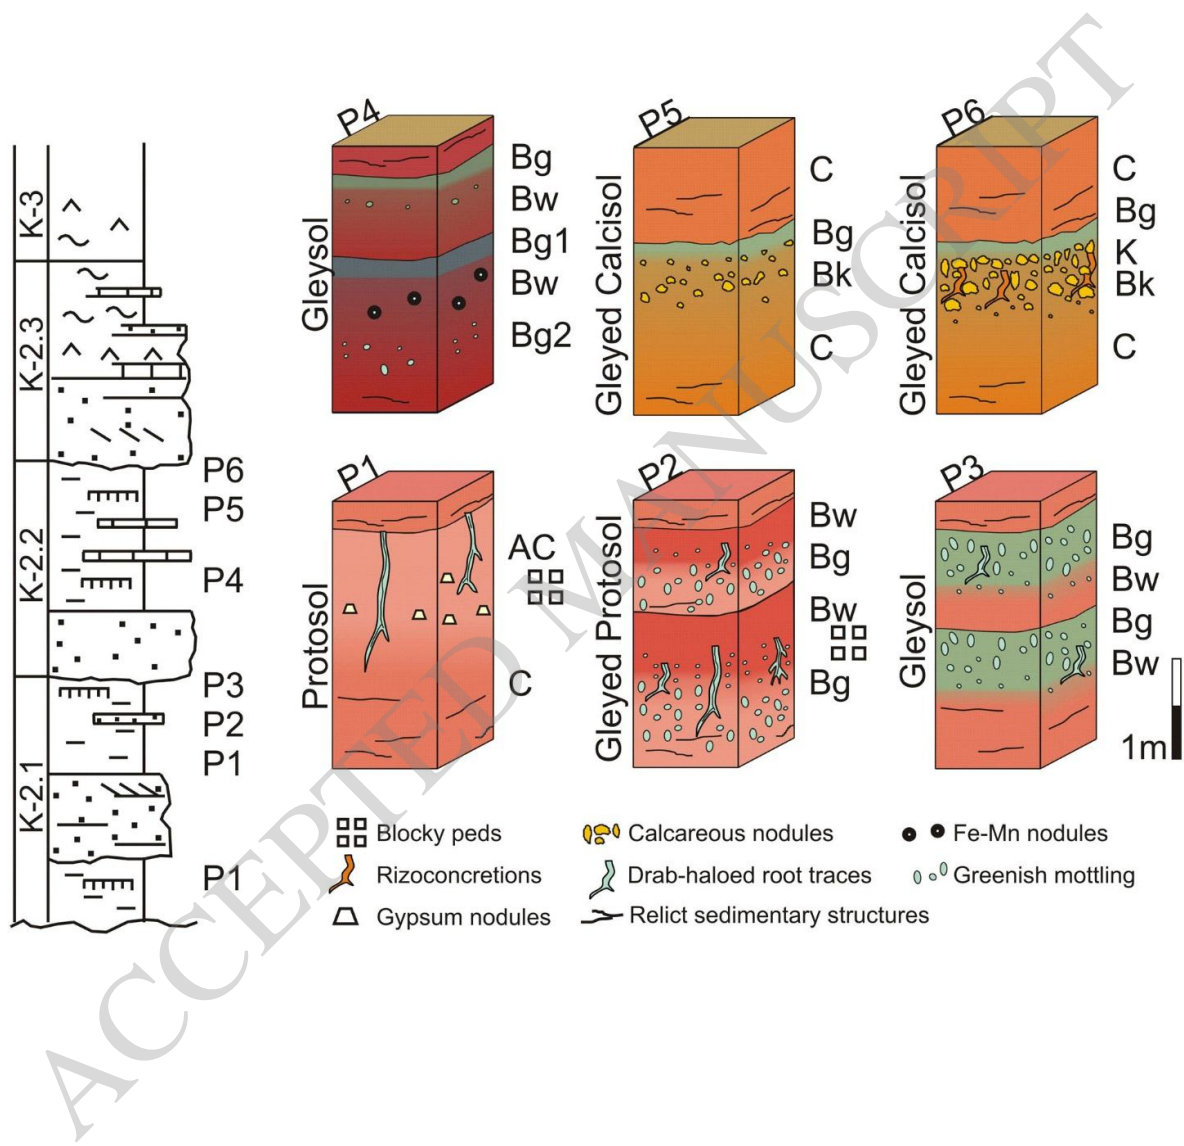 K-3
K-2.3
K-2.2
K-2.1
P6
P5
P4
P3
P2
P1
P1
P4
Gleysol
Bg
Bw
Bg1
Bw
Bg2
P5
Gleyed Calcisol
C
Bg
Bk
C
P6
Gleyed Calcisol
C
Bg
K
Bk
C
P1
Protosol
AC
C
P2
Gleyed Protosol
Bw
Bg
Bw
Bg
P3
Gleysol
Bg
Bw
Bg
Bw
1m
Blocky peds
Calcareous nodules
Fe-Mn nodules
Rizoconcretions
Drab-haloed root traces
Greenish mottling
Gypsum nodules
Relict sedimentary structures
ACCEPTED MANUSCRIPT